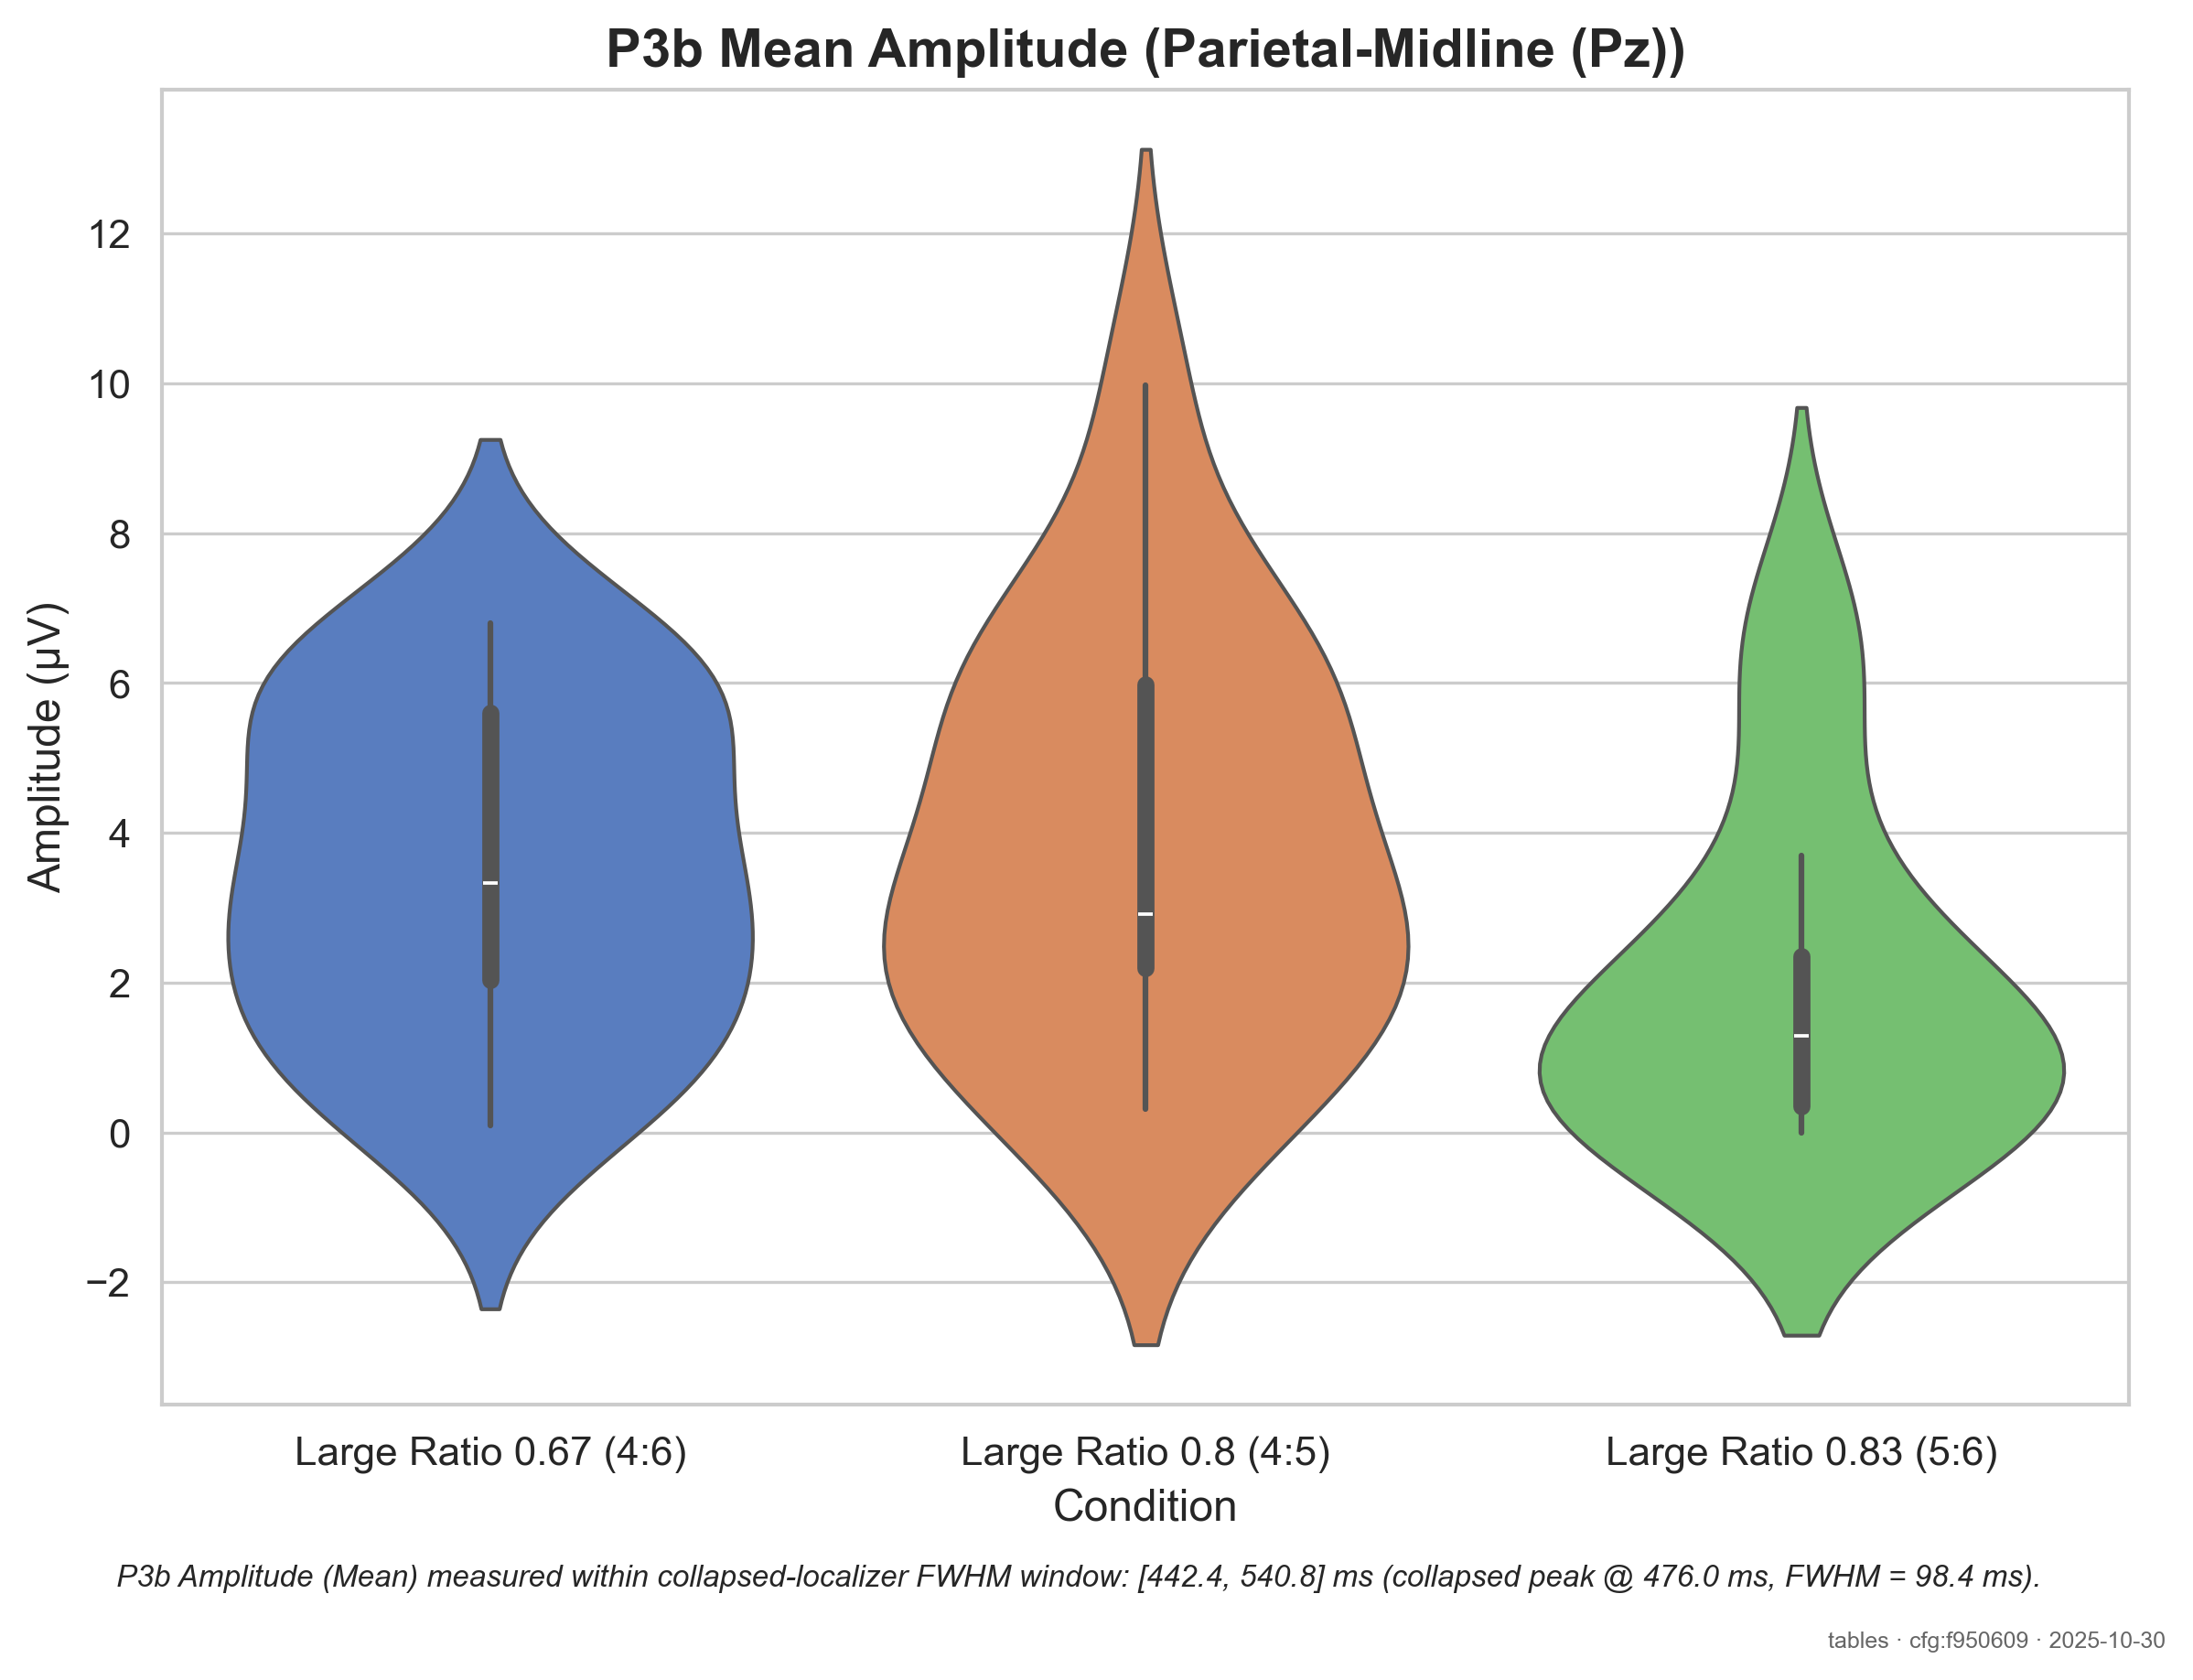 P3b Mean Amplitude (Parietal-Midline (Pz))
Amplitude (µV)
12
10
8
6
4
2
0
−2
Large Ratio 0.67 (4:6)
Large Ratio 0.8 (4:5)
Large Ratio 0.83 (5:6)
Condition
P3b Amplitude (Mean) measured within collapsed-localizer FWHM window: [442.4, 540.8] ms (collapsed peak @ 476.0 ms, FWHM = 98.4 ms).
tables · cfg:f950609 · 2025-10-30